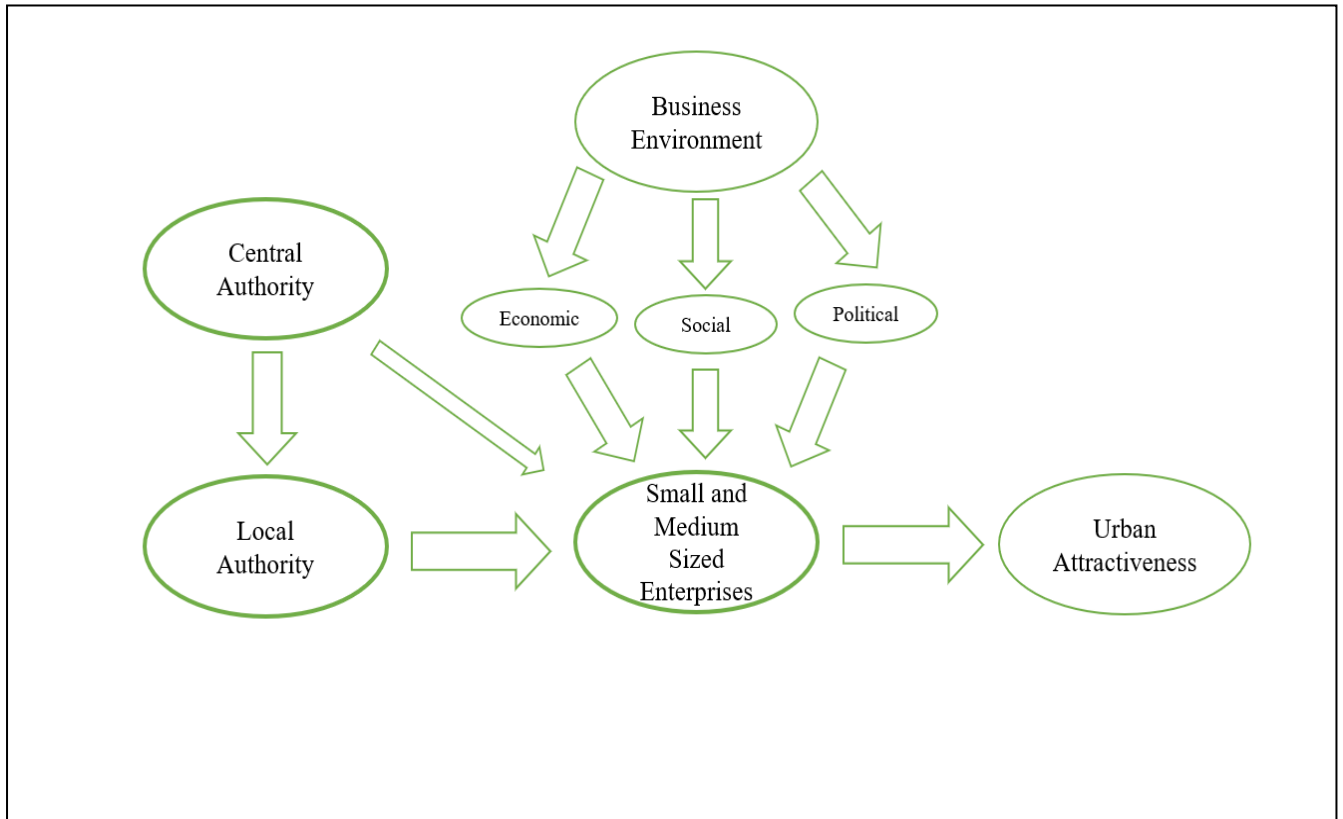 Business
Environment
Central
Authority
Economic
Social
Political
Local
Authority
Small and
Medium
Sized
Enterprises
Urban
Attractiveness